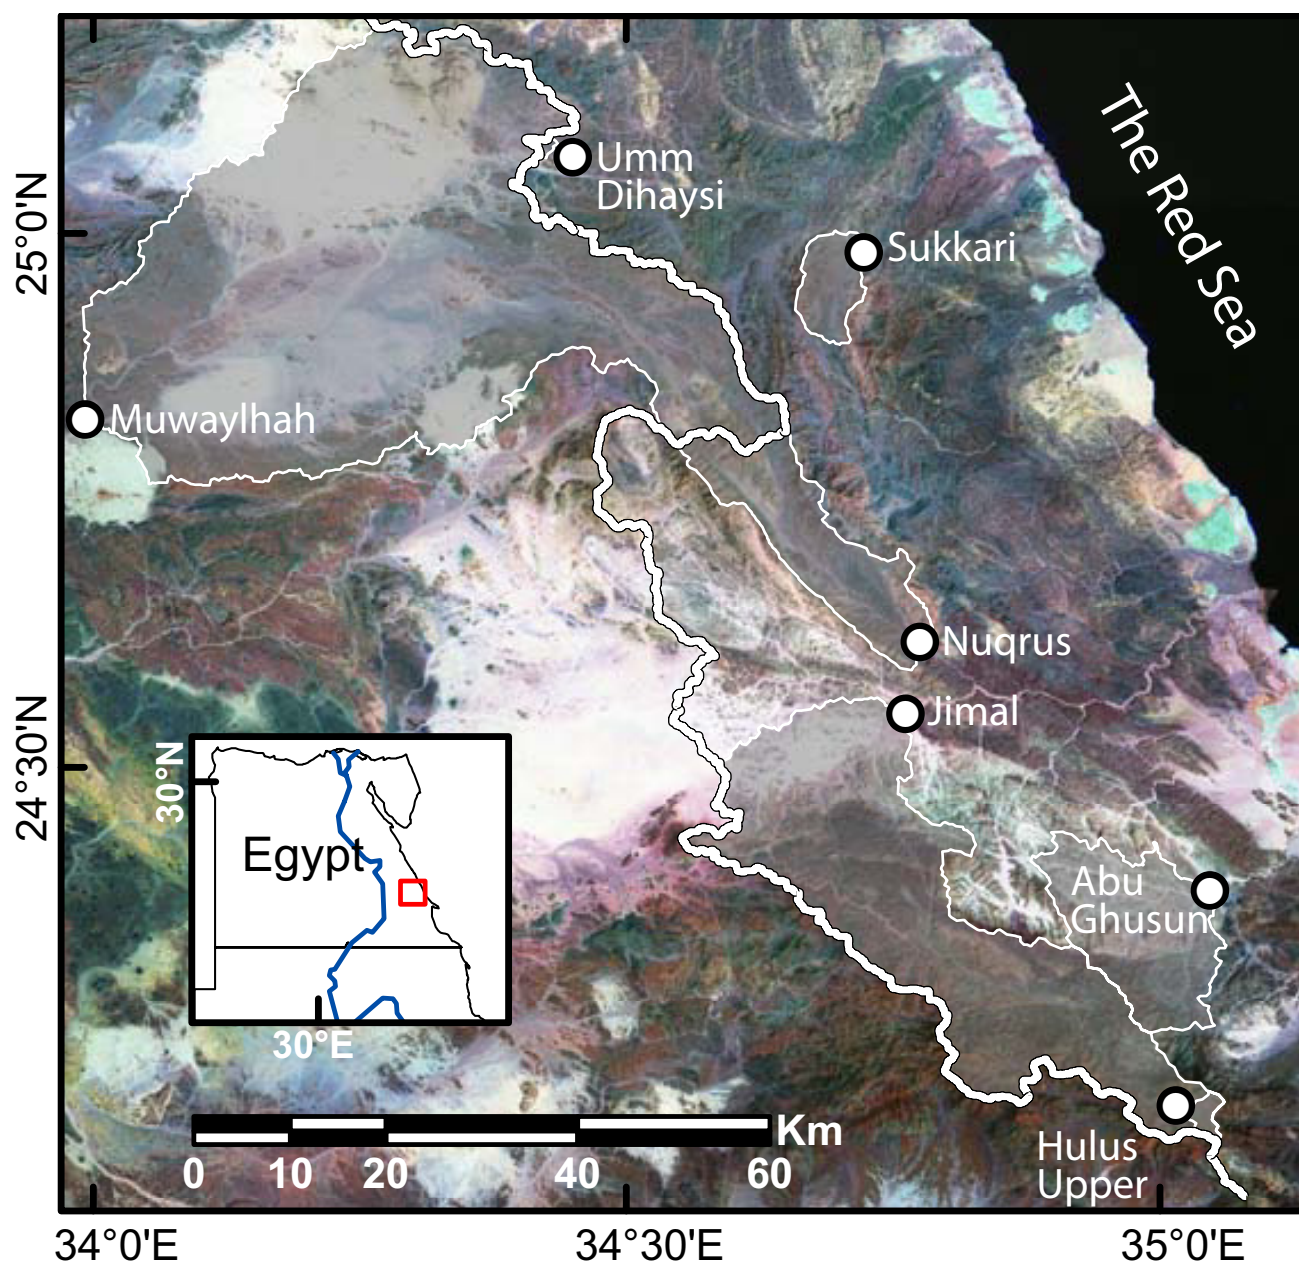 The Red Sea
Umm
Dihaysi
25°0'N
Sukkari
Muwaylhah
Nuqrus
24°30'N
Jimal
30°N
Egypt
Abu
Ghusun
30°E
Km
0 10 20 40 60
Hulus
Upper
34°0'E 34°30'E 35°0'E